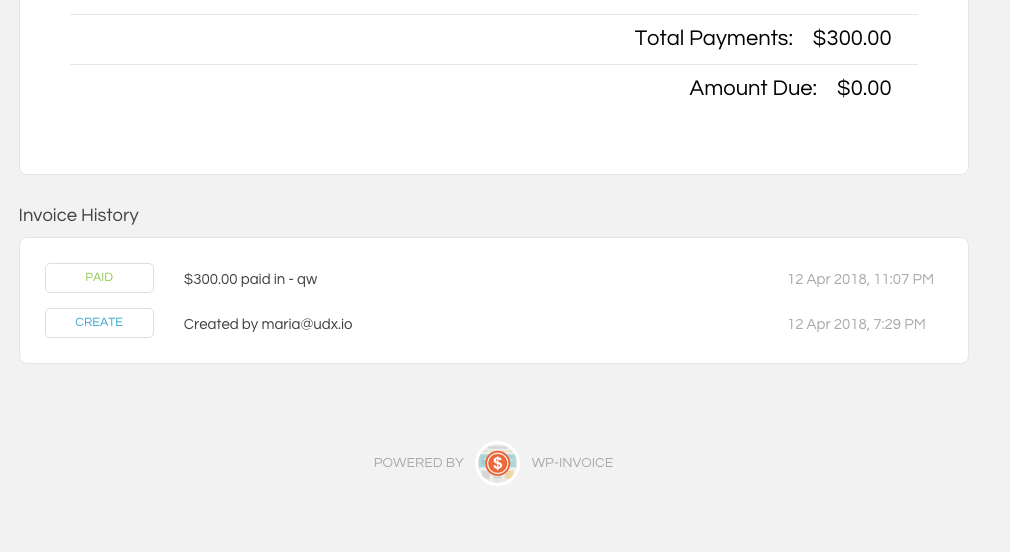 Total Payments: $300.00
Amount Due: $0.00
Invoice History
PAID $300.00 paid in - qw 12 Apr 2018, 11:07 PM
CREATE Created by maria@udx.io 12 Apr 2018, 7:29 PM
POWERED BY $ WP-INVOICE